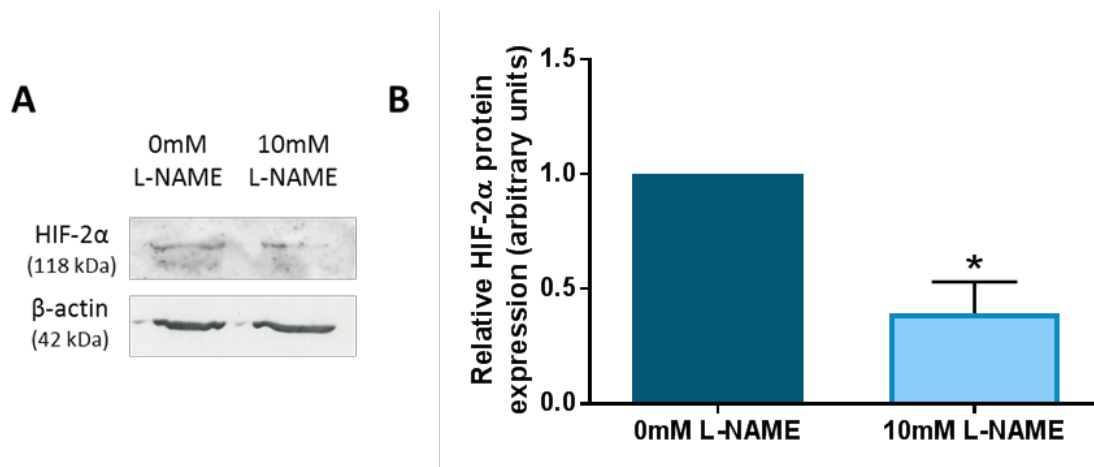 A
0mM
L-NAME
10mM
L-NAME
HIF-2α
(118 kDa)
β-actin
(42 kDa)
B
Relative HIF-2α protein
expression (arbitrary units)
1.5
1.0
0.5
0.0
*
0mM L-NAME
10mM L-NAME